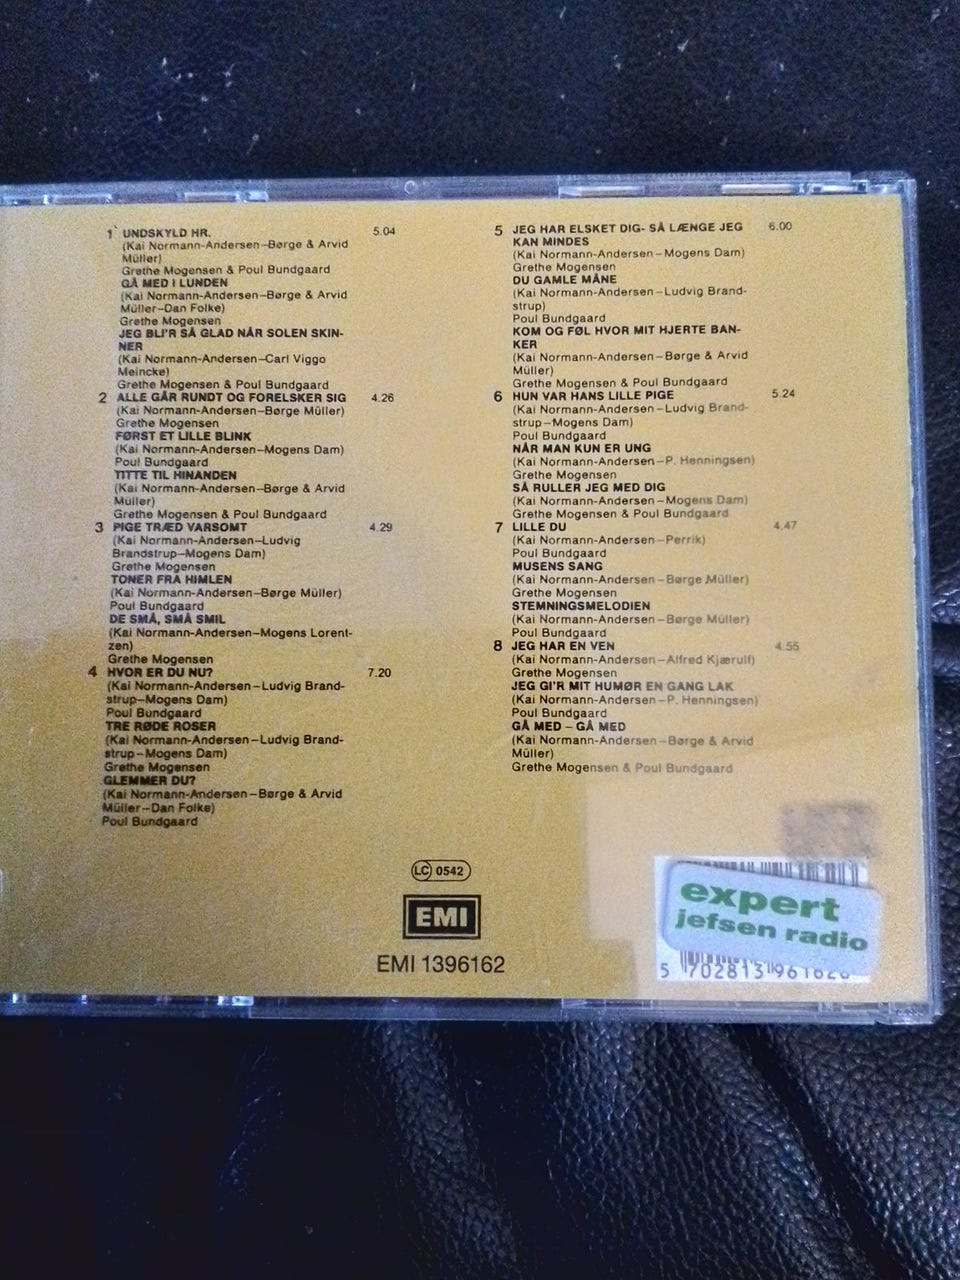 1 UNDSKYLD HR. 5.04
(Kai Normann-Andersen–Børge & Arvid
Müller)
Grethe Mogensen & Poul Bundgaard
GÅ MED I LUNDEN
(Kai Normann-Andersen–Børge & Arvid
Müller–Dan Folke)
Grethe Mogensen
JEG BLI'R SÅ GLAD NÅR SOLEN SKIN-
NER
(Kai Normann-Andersen–Carl Viggo
Meincke)
Grethe Mogensen & Poul Bundgaard
2 ALLE GÅR RUNDT OG FORELSKER SIG 4.26
(Kai Normann-Andersen–Børge Müller)
Grethe Mogensen
FØRST ET LILLE BLINK
(Kai Normann-Andersen–Mogens Dam)
Poul Bundgaard
TITTE TIL HINANDEN
(Kai Normann-Andersen–Børge & Arvid
Müller)
Grethe Mogensen & Poul Bundgaard
3 PIGE TRÆD VARSOMT 4.29
(Kai Normann-Andersen–Ludvig
Brandstrup–Mogens Dam)
Grethe Mogensen
TONER FRA HIMLEN
(Kai Normann-Andersen–Børge Müller)
Poul Bundgaard
DE SMÅ, SMÅ SMIL
(Kai Normann-Andersen–Mogens Lorent-
zen)
Grethe Mogensen
4 HVOR ER DU NU? 7.20
(Kai Normann-Andersen–Ludvig Brand-
strup–Mogens Dam)
Poul Bundgaard
TRE RØDE ROSER
(Kai Normann-Andersen–Ludvig Brand-
strup–Mogens Dam)
Grethe Mogensen
GLEMMER DU?
(Kai Normann-Andersen–Børge & Arvid
Müller–Dan Folke)
Poul Bundgaard
5 JEG HAR ELSKET DIG- SÅ LÆNGE JEG 6.00
KAN MINDES
(Kai Normann-Andersen–Mogens Dam)
Grethe Mogensen
DU GAMLE MÅNE
(Kai Normann-Andersen–Ludvig Brand-
strup)
Poul Bundgaard
KOM OG FØL HVOR MIT HJERTE BAN-
KER
(Kai Normann-Andersen–Børge & Arvid
Müller)
Grethe Mogensen & Poul Bundgaard
6 HUN VAR HANS LILLE PIGE 5.24
(Kai Normann-Andersen–Ludvig Brand-
strup–Mogens Dam)
Poul Bundgaard
NÅR MAN KUN ER UNG
(Kai Normann-Andersen–P. Henningsen)
Grethe Mogensen
SÅ RULLER JEG MED DIG
(Kai Normann-Andersen–Mogens Dam)
Grethe Mogensen & Poul Bundgaard
7 LILLE DU 4.47
(Kai Normann-Andersen–Perrik)
Poul Bundgaard
MUSENS SANG
(Kai Normann-Andersen–Børge Müller)
Grethe Mogensen
STEMNINGSMELODIEN
(Kai Normann-Andersen–Børge Müller)
Poul Bundgaard
8 JEG HAR EN VEN 4.55
(Kai Normann-Andersen–Alfred Kjærulf)
Grethe Mogensen
JEG GI'R MIT HUMØR EN GANG LAK
(Kai Normann-Andersen–P. Henningsen)
Poul Bundgaard
GÅ MED – GÅ MED
(Kai Normann-Andersen–Børge & Arvid
Müller)
Grethe Mogensen & Poul Bundgaard
LC 0542
EMI
EMI 1396162
expert
jefsen radio
5 702813 961628